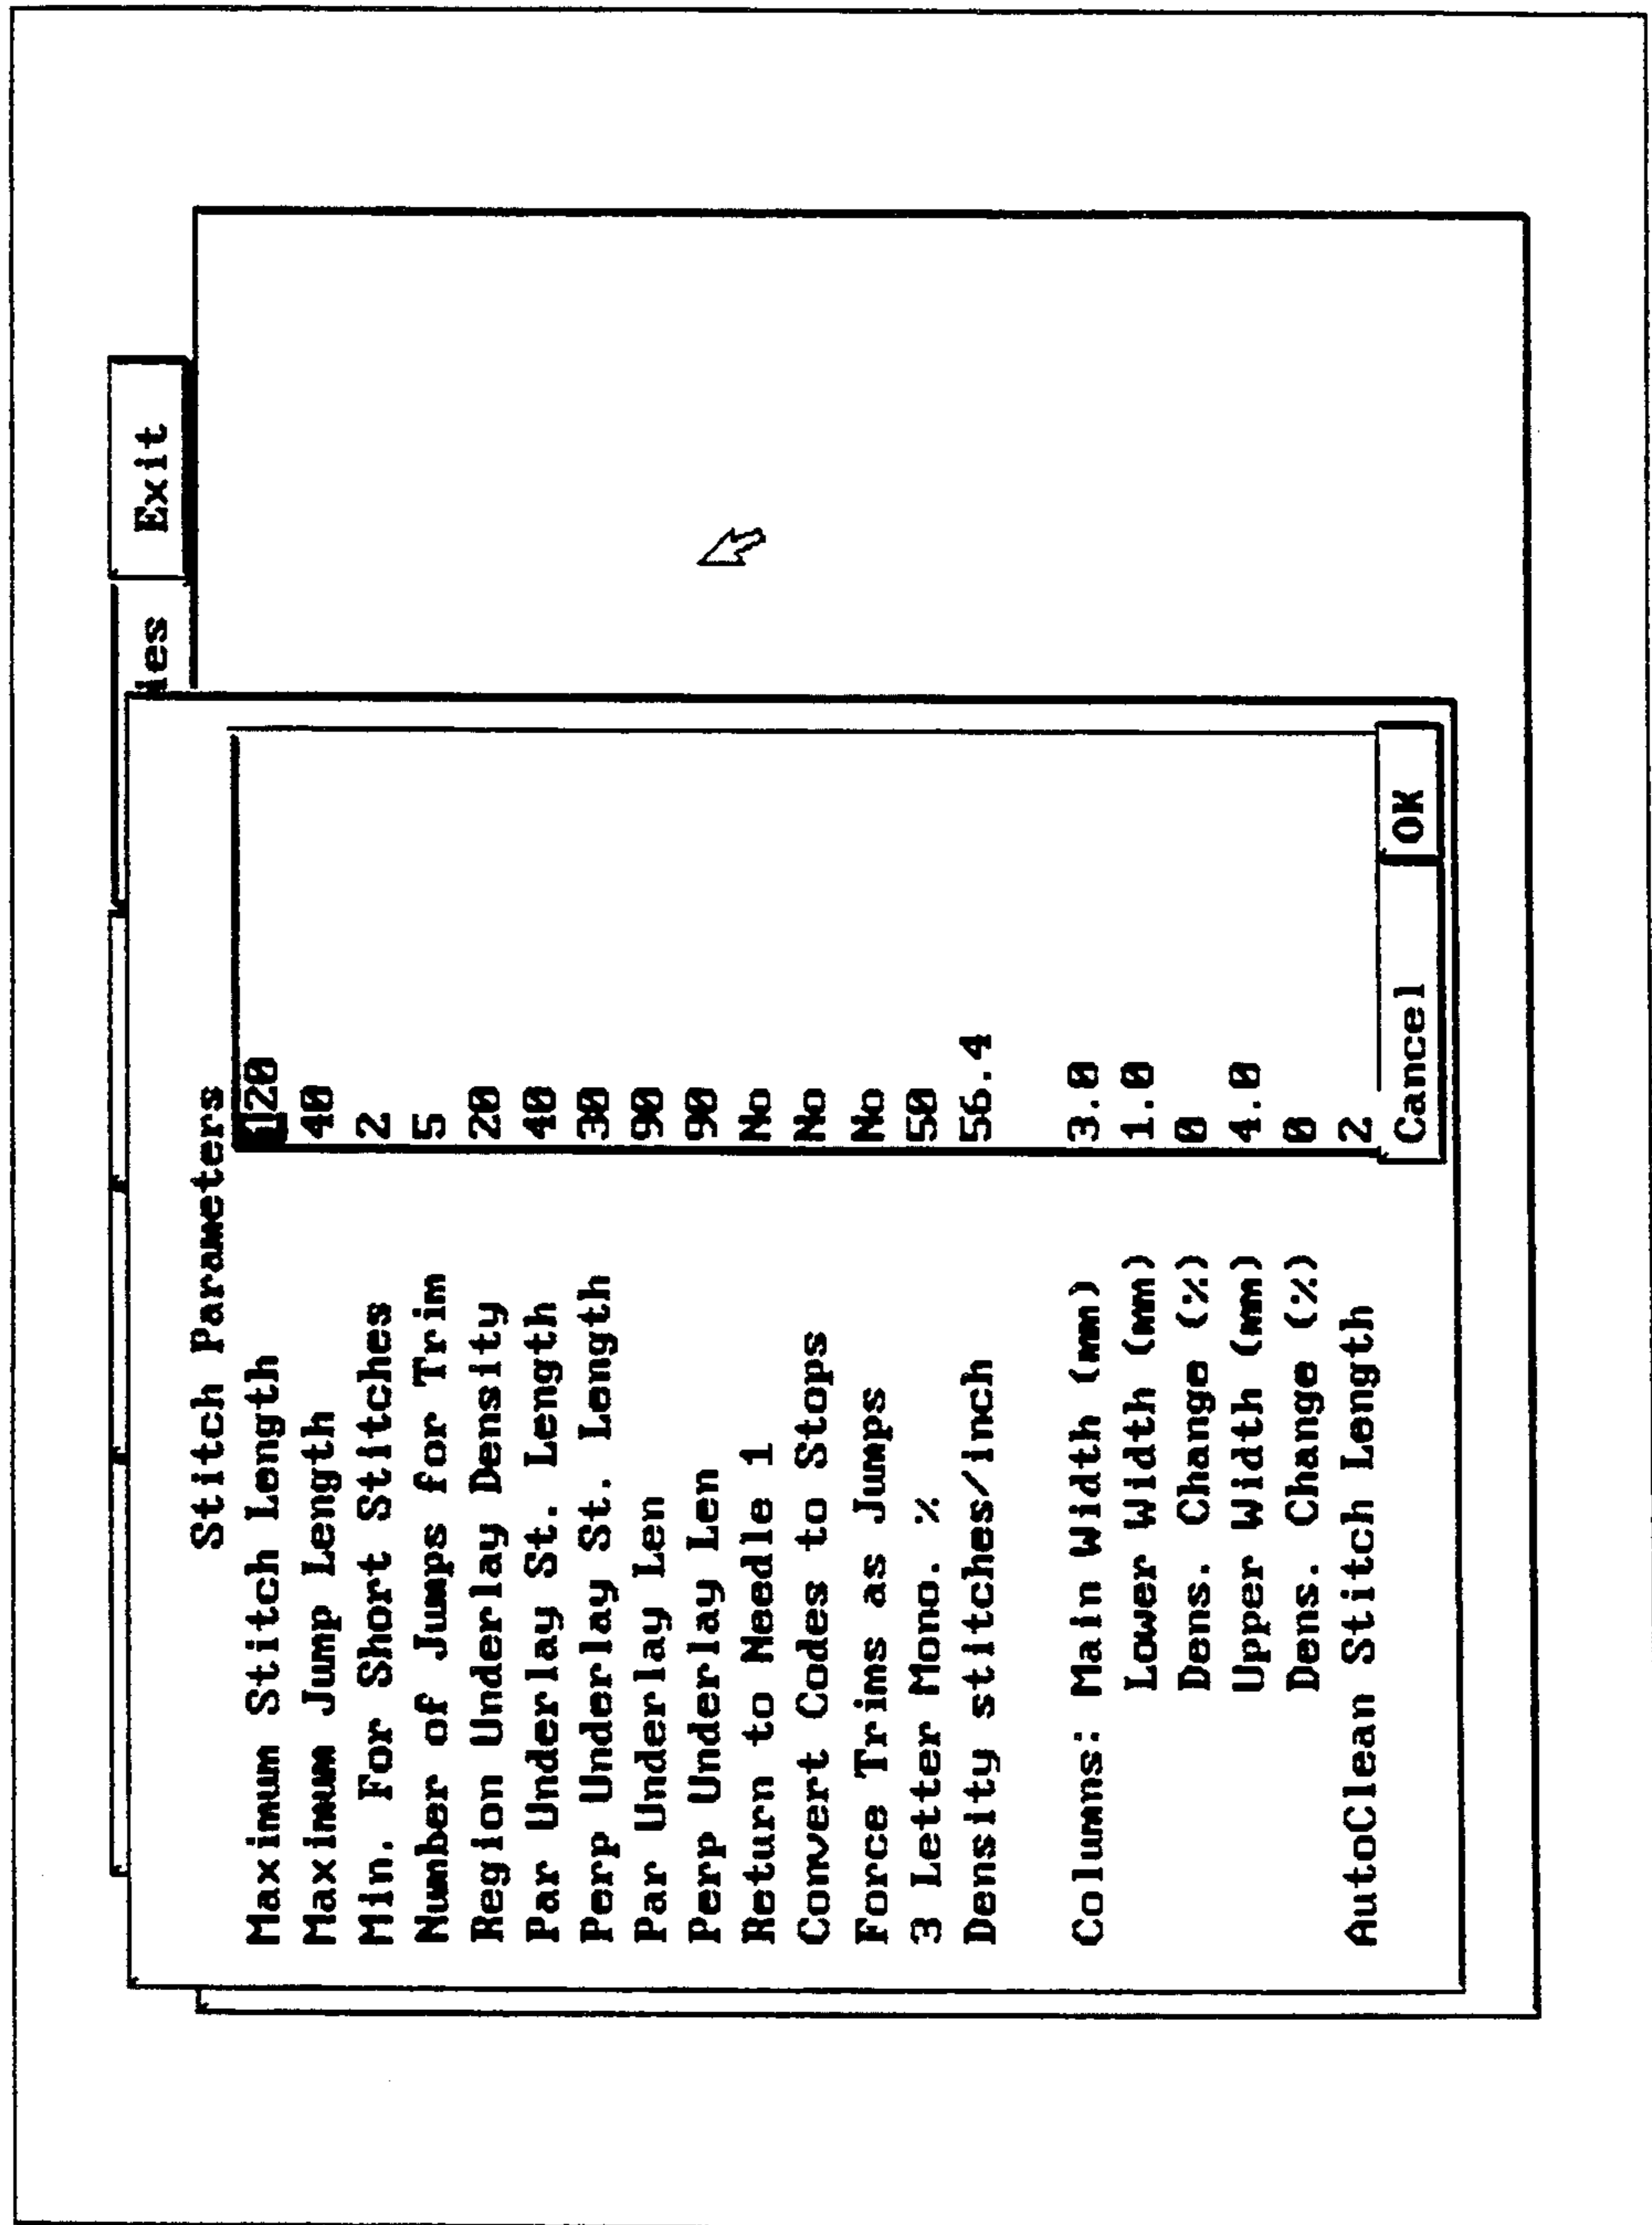 Exit
Stitch Parameters
Maximum Stitch Length 120
Maximum Jump Length 40
Min. For Short Stitches 2
Number of Jumps for Trim 5
Region Underlay Density 20
Par Underlay St. Length 40
Perp Underlay St. Length 30
Par Underlay Len 90
Perp Underlay Len 90
Return to Needle 1 No
Convert Codes to Stops No
Force Trims as Jumps No
3 Letter Mono. % 50
Density stitches/inch 56.4
Columns: Main Width (mm) 3.0
Lower Width (mm) 1.0
Dens. Change (%) 0
Upper Width (mm) 4.0
Dens. Change (%) 0
AutoClean Stitch Length 2
Cancel OK